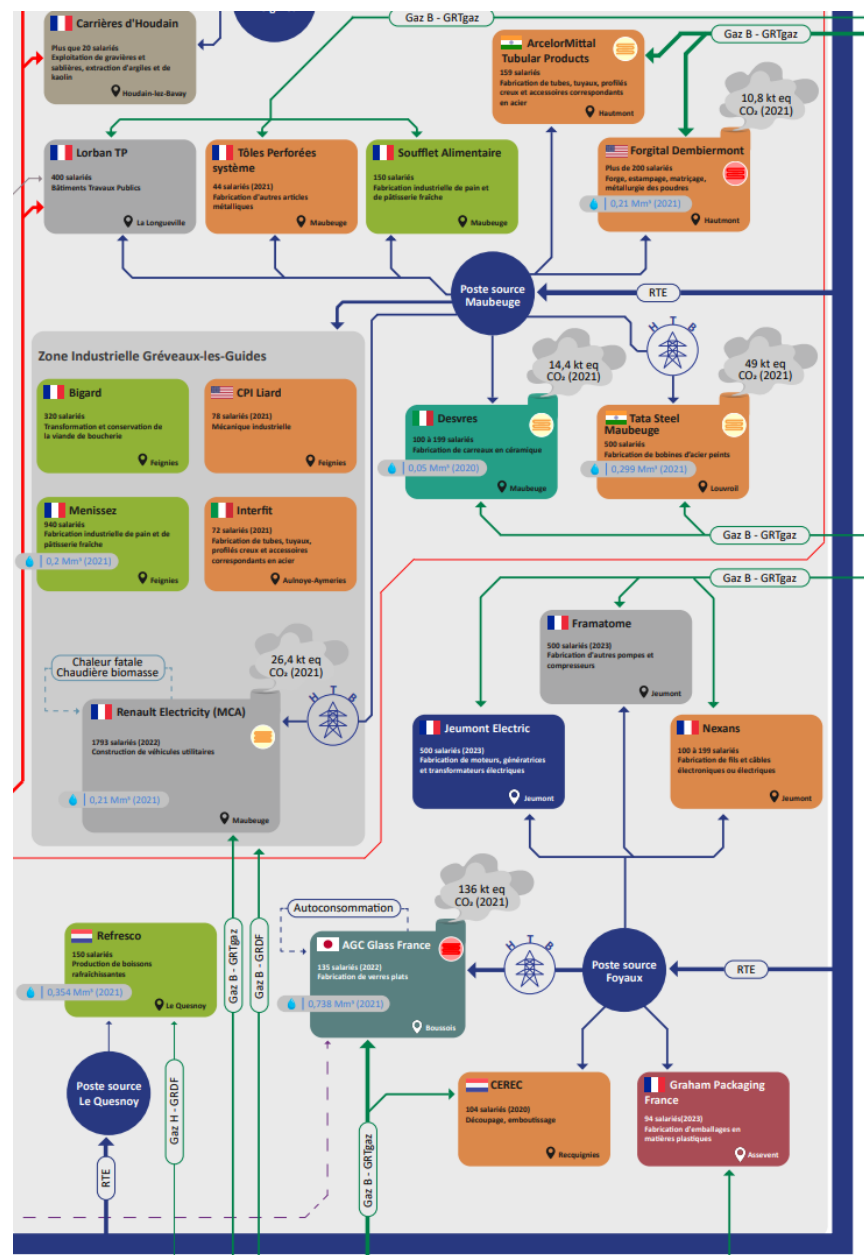 Gaz B - GRTgaz
Carrières d'Houdain
Plus que 20 salariés
Exploitation de gravières et
sablières, extraction d'argiles et de
kaolin
Houdain-lez-Bavay
ArcelorMittal
Tubular Products
159 salariés
Fabrication de tubes, tuyaux, profilés
creux et accessoires correspondants
en acier
Hautmont
Gaz B - GRTgaz
10,8 kt eq
CO₂ (2021)
Lorban TP
400 salariés
Bâtiments Travaux Publics
La Longueville
Tôles Perforées
système
44 salariés (2021)
Fabrication d'autres articles
métalliques
Maubeuge
Soufflet Alimentaire
150 salariés
Fabrication industrielle de pain et
de pâtisserie fraîche
Maubeuge
Forgital Dembiermont
Plus de 200 salariés
Forge, estampage, matriçage,
métallurgie des poudres
0,21 Mm³ (2021)
Hautmont
Poste source
Maubeuge
RTE
HTB
Zone Industrielle Gréveaux-les-Guides
Bigard
320 salariés
Transformation et conservation de
la viande de boucherie
Feignies
CPI Liard
78 salariés (2021)
Mécanique industrielle
Feignies
14,4 kt eq
CO₂ (2021)
Desvres
100 à 199 salariés
Fabrication de carreaux en céramique
0,05 Mm³ (2020)
Maubeuge
49 kt eq
CO₂ (2021)
Tata Steel
Maubeuge
500 salariés
Fabrication de bobines d'acier peints
0,299 Mm³ (2021)
Louvroil
Menissez
940 salariés
Fabrication industrielle de pain et de
pâtisserie fraîche
0,2 Mm³ (2021)
Feignies
Interfit
72 salariés (2021)
Fabrication de tubes, tuyaux,
profilés creux et accessoires
correspondants en acier
Aulnoye-Aymeries
Gaz B - GRTgaz
Gaz B - GRTgaz
Chaleur fatale
Chaudière biomasse
26,4 kt eq
CO₂ (2021)
Renault Electricity (MCA)
1793 salariés (2022)
Construction de véhicules utilitaires
0,21 Mm³ (2021)
Maubeuge
HTB
Framatome
500 salariés (2023)
Fabrication d'autres pompes et
compresseurs
Jeumont
Jeumont Electric
500 salariés (2023)
Fabrication de moteurs, génératrices
et transformateurs électriques
Jeumont
Nexans
100 à 199 salariés
Fabrication de fils et câbles
électroniques ou électriques
Jeumont
136 kt eq
CO₂ (2021)
Autoconsommation
Refresco
150 salariés
Production de boissons
rafraîchissantes
0,354 Mm³ (2021)
Le Quesnoy
Gaz B - GRTgaz
Gaz B - GRDF
AGC Glass France
135 salariés (2022)
Fabrication de verres plats
0,738 Mm³ (2021)
Boussois
HTB
Poste source
Foyaux
RTE
Poste source
Le Quesnoy
RTE
Gaz H - GRDF
Gaz B - GRTgaz
CEREC
104 salariés (2020)
Découpage, emboutissage
Recquignies
Graham Packaging
France
94 salariés(2023)
Fabrication d'emballages en
matières plastiques
Assevent